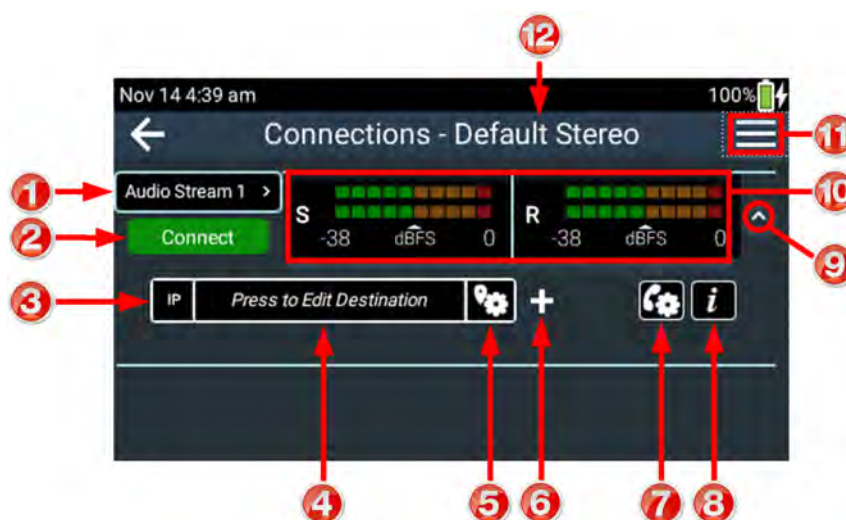 12
Nov 14 4:39 am 100%
Connections - Default Stereo 11
1 Audio Stream 1 > S R 10
2 Connect -38 dBFS 0 -38 dBFS 0 9
3 IP Press to Edit Destination + i
4 5 6 7 8